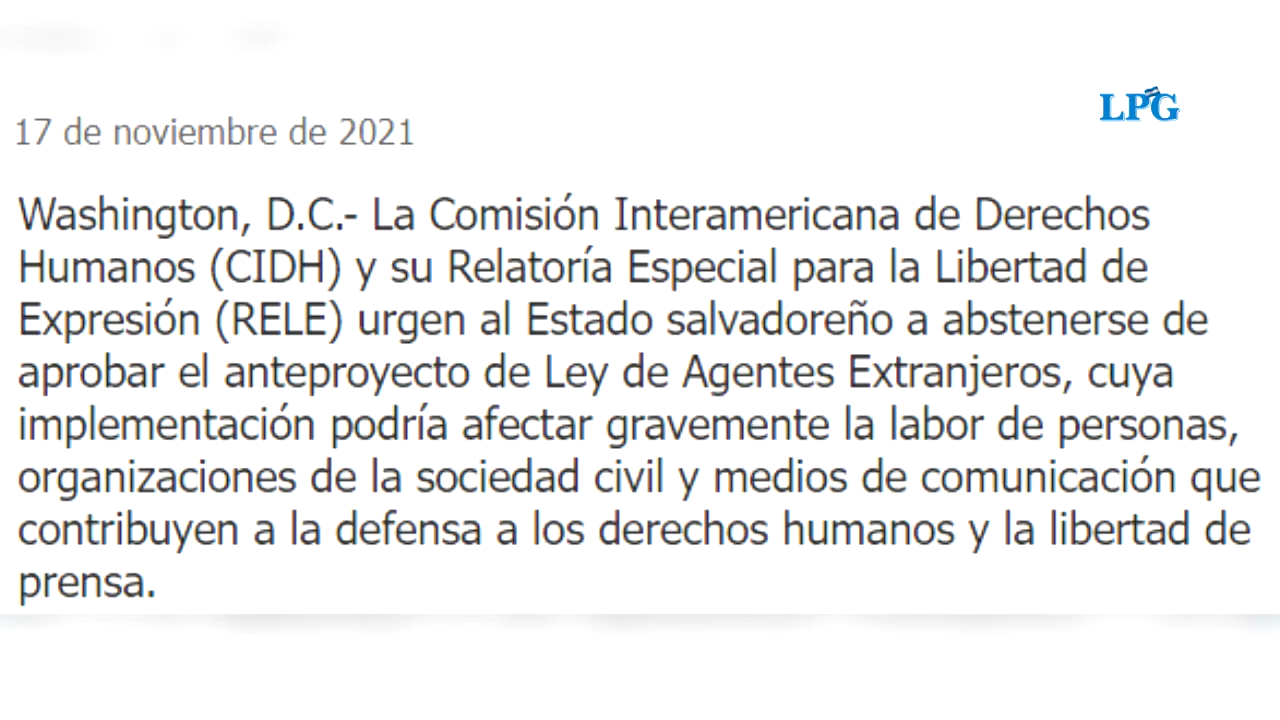 LPG
17 de noviembre de 2021
Washington, D.C.- La Comisión Interamericana de Derechos
Humanos (CIDH) y su Relatoría Especial para la Libertad de
Expresión (RELE) urgen al Estado salvadoreño a abstenerse de
aprobar el anteproyecto de Ley de Agentes Extranjeros, cuya
implementación podría afectar gravemente la labor de personas,
organizaciones de la sociedad civil y medios de comunicación que
contribuyen a la defensa a los derechos humanos y la libertad de
prensa.